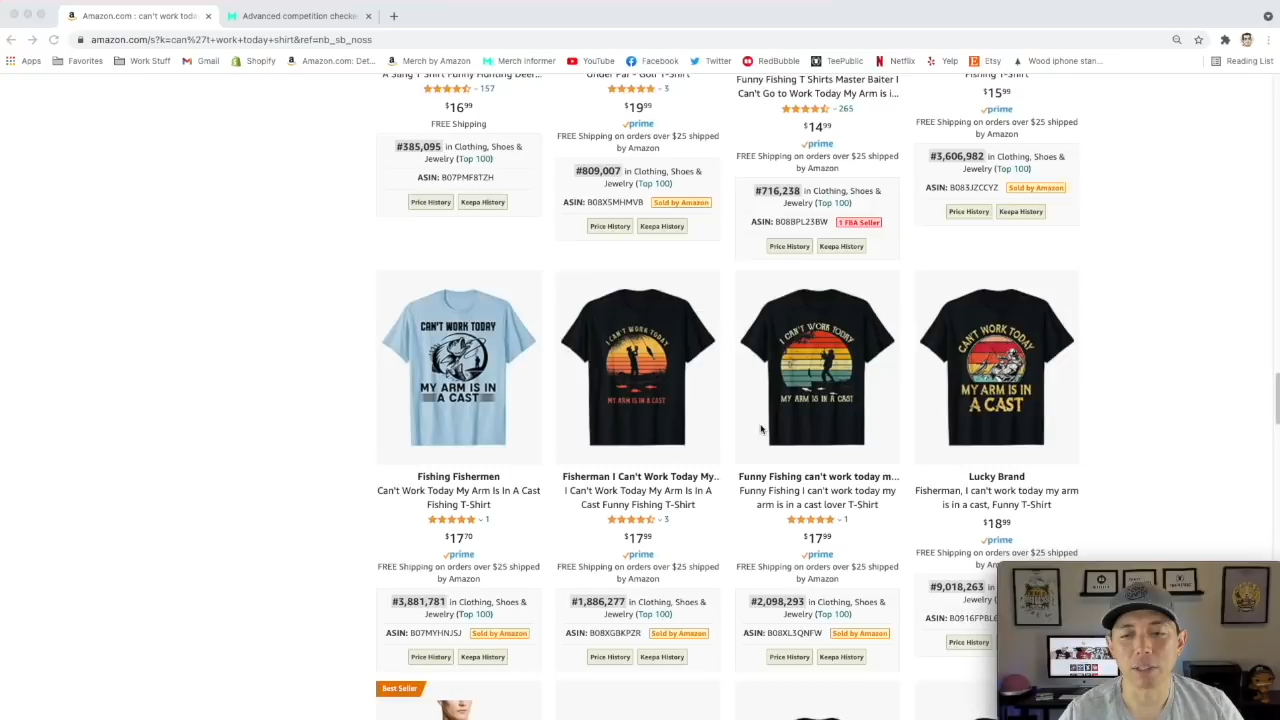 Amazon.com : can't work toda
Advanced competition checke
amazon.com/s?k=can%27t+work+today+shirt&ref=nb_sb_noss
Apps
Favorites
Work Stuff
Gmail
Shopify
Amazon.com: Det...
Merch by Amazon
Merch Informer
YouTube
Facebook
Twitter
RedBubble
TeePublic
Netflix
Yelp
Etsy
Wood iphone stan...
Reading List
A Sang T Shirt Funny Hunting Deer...
157
$16.99
FREE Shipping
#385,095 in Clothing, Shoes &
Jewelry (Top 100)
ASIN: B07PMF8TZH
Price History
Keepa History
Under Par - Golf T-Shirt
3
$19.99
prime
FREE Shipping on orders over $25 shipped
by Amazon
#809,007 in Clothing, Shoes &
Jewelry (Top 100)
ASIN: B08X5MHMVB Sold by Amazon
Price History
Keepa History
Funny Fishing T Shirts Master Baiter I
Can't Go to Work Today My Arm is i...
265
$14.99
prime
FREE Shipping on orders over $25 shipped
by Amazon
#716,238 in Clothing, Shoes &
Jewelry (Top 100)
ASIN: B08BPL23BW 1 FBA Seller
Price History
Keepa History
Fishing T-Shirt
$15.99
prime
FREE Shipping on orders over $25 shipped
by Amazon
#3,606,982 in Clothing, Shoes &
Jewelry (Top 100)
ASIN: B083JZCCYZ Sold by Amazon
Price History
Keepa History
CAN'T WORK TODAY
MY ARM IS IN
A CAST
I CAN'T WORK TODAY
MY ARM IS IN A CAST
I CAN'T WORK TODAY
MY ARM IS IN A CAST
CAN'T WORK TODAY
MY ARM IS IN
A CAST
Fishing Fishermen
Can't Work Today My Arm Is In A Cast
Fishing T-Shirt
1
$17.70
prime
FREE Shipping on orders over $25 shipped
by Amazon
#3,881,781 in Clothing, Shoes &
Jewelry (Top 100)
ASIN: B07MYHNJSJ Sold by Amazon
Price History
Keepa History
Fisherman I Can't Work Today My..
I Can't Work Today My Arm Is In A
Cast Funny Fishing T-Shirt
3
$17.99
prime
FREE Shipping on orders over $25 shipped
by Amazon
#1,886,277 in Clothing, Shoes &
Jewelry (Top 100)
ASIN: B08XGBKPZR Sold by Amazon
Price History
Keepa History
Funny Fishing can't work today m...
Funny Fishing I can't work today my
arm is in a cast lover T-Shirt
1
$17.99
prime
FREE Shipping on orders over $25 shipped
by Amazon
#2,098,293 in Clothing, Shoes &
Jewelry (Top 100)
ASIN: B08XL3QNFW Sold by Amazon
Price History
Keepa History
Lucky Brand
Fisherman, I can't work today my arm
is in a cast, Funny T-Shirt
$18.99
prime
FREE Shipping on orders over $25 shipped
#9,018,263 in
Jewelry
ASIN: B0916FPBL
Price History
Best Seller